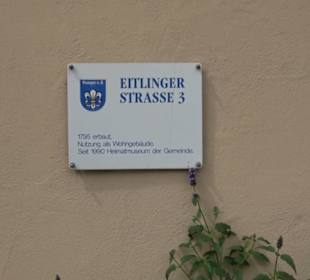 EITLINGER
STRASSE 3
1795 erbaut,
Nutzung als Wohngebäude.
Seit 1990 Heimatmuseum der Gemeinde.